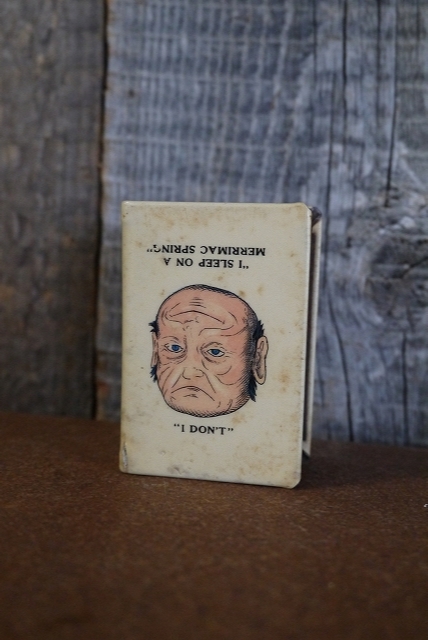 "I SLEEP ON A
MERRIMAC SPRING"
"I DON'T"